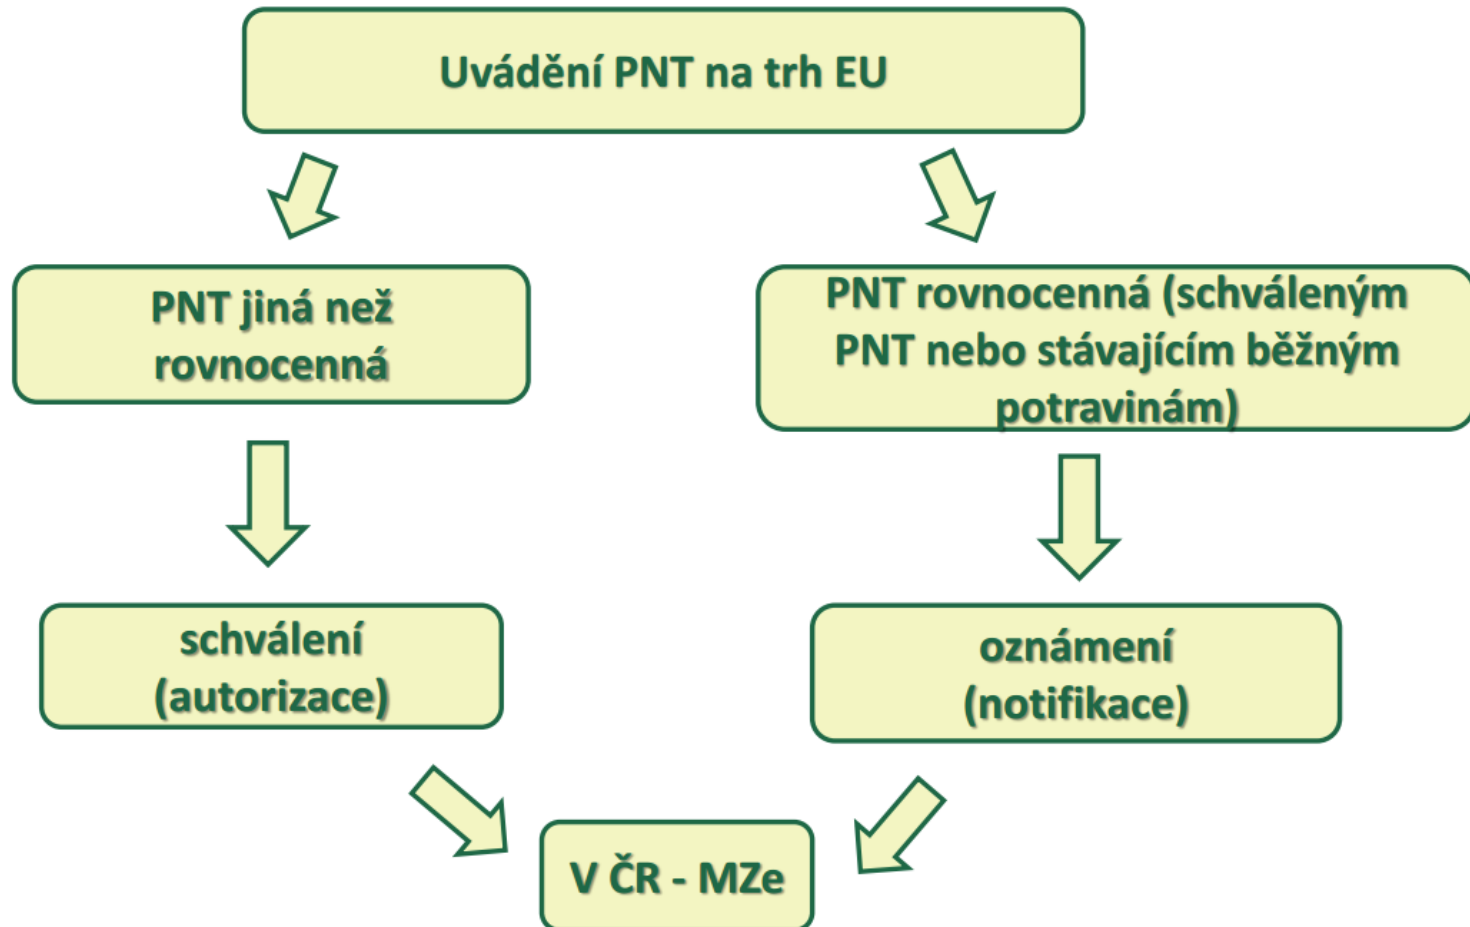 Uvádění PNT na trh EU
PNT jiná než
rovnocenná
PNT rovnocenná (schváleným
PNT nebo stávajícím běžným
potravinám)
schválení
(autorizace)
oznámení
(notifikace)
V ČR - MZe